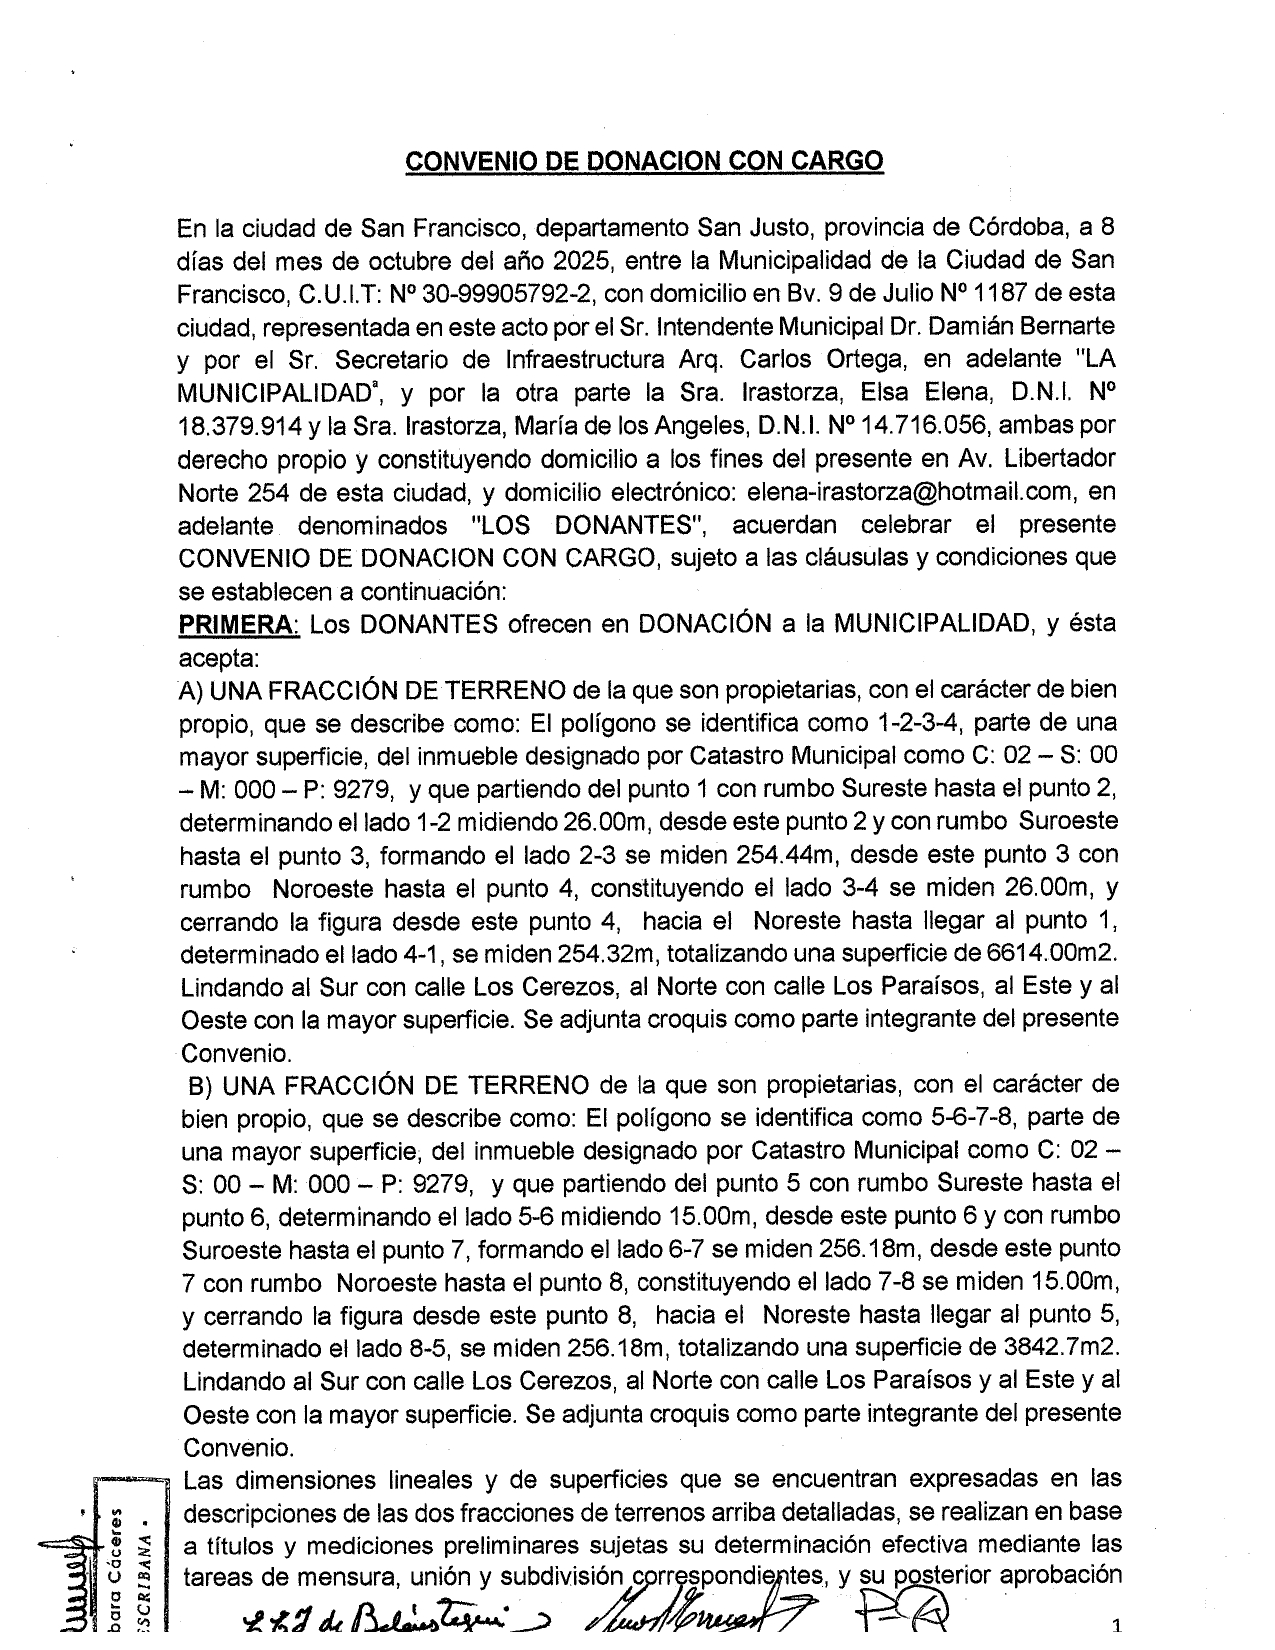 CONVENIO DE DONACION CON CARGO
En la ciudad de San Francisco, departamento San Justo, provincia de Córdoba, a 8
días del mes de octubre del año 2025, entre la Municipalidad de la Ciudad de San
Francisco, C.U.I.T: Nº 30-99905792-2, con domicilio en Bv. 9 de Julio Nº 1187 de esta
ciudad, representada en este acto por el Sr. Intendente Municipal Dr. Damián Bernarte
y por el Sr. Secretario de Infraestructura Arq. Carlos Ortega, en adelante "LA
MUNICIPALIDADª, y por la otra parte la Sra. Irastorza, Elsa Elena, D.N.I. Nº
18.379.914 y la Sra. Irastorza, María de los Angeles, D.N.I. Nº 14.716.056, ambas por
derecho propio y constituyendo domicilio a los fines del presente en Av. Libertador
Norte 254 de esta ciudad, y domicilio electrónico: elena-irastorza@hotmail.com, en
adelante denominados "LOS DONANTES", acuerdan celebrar el presente
CONVENIO DE DONACION CON CARGO, sujeto a las cláusulas y condiciones que
se establecen a continuación:
PRIMERA: Los DONANTES ofrecen en DONACIÓN a la MUNICIPALIDAD, y ésta
acepta:
A) UNA FRACCIÓN DE TERRENO de la que son propietarias, con el carácter de bien
propio, que se describe como: El polígono se identifica como 1-2-3-4, parte de una
mayor superficie, del inmueble designado por Catastro Municipal como C: 02 – S: 00
– M: 000 – P: 9279, y que partiendo del punto 1 con rumbo Sureste hasta el punto 2,
determinando el lado 1-2 midiendo 26.00m, desde este punto 2 y con rumbo Suroeste
hasta el punto 3, formando el lado 2-3 se miden 254.44m, desde este punto 3 con
rumbo Noroeste hasta el punto 4, constituyendo el lado 3-4 se miden 26.00m, y
cerrando la figura desde este punto 4, hacia el Noreste hasta llegar al punto 1,
determinado el lado 4-1, se miden 254.32m, totalizando una superficie de 6614.00m2.
Lindando al Sur con calle Los Cerezos, al Norte con calle Los Paraísos, al Este y al
Oeste con la mayor superficie. Se adjunta croquis como parte integrante del presente
Convenio.
B) UNA FRACCIÓN DE TERRENO de la que son propietarias, con el carácter de
bien propio, que se describe como: El polígono se identifica como 5-6-7-8, parte de
una mayor superficie, del inmueble designado por Catastro Municipal como C: 02 –
S: 00 – M: 000 – P: 9279, y que partiendo del punto 5 con rumbo Sureste hasta el
punto 6, determinando el lado 5-6 midiendo 15.00m, desde este punto 6 y con rumbo
Suroeste hasta el punto 7, formando el lado 6-7 se miden 256.18m, desde este punto
7 con rumbo Noroeste hasta el punto 8, constituyendo el lado 7-8 se miden 15.00m,
y cerrando la figura desde este punto 8, hacia el Noreste hasta llegar al punto 5,
determinado el lado 8-5, se miden 256.18m, totalizando una superficie de 3842.7m2.
Lindando al Sur con calle Los Cerezos, al Norte con calle Los Paraísos y al Este y al
Oeste con la mayor superficie. Se adjunta croquis como parte integrante del presente
Convenio.
Las dimensiones lineales y de superficies que se encuentran expresadas en las
descripciones de las dos fracciones de terrenos arriba detalladas, se realizan en base
a títulos y mediciones preliminares sujetas su determinación efectiva mediante las
tareas de mensura, unión y subdivisión correspondientes, y su posterior aprobación
bara Cáceres
ESCRIBANA
1